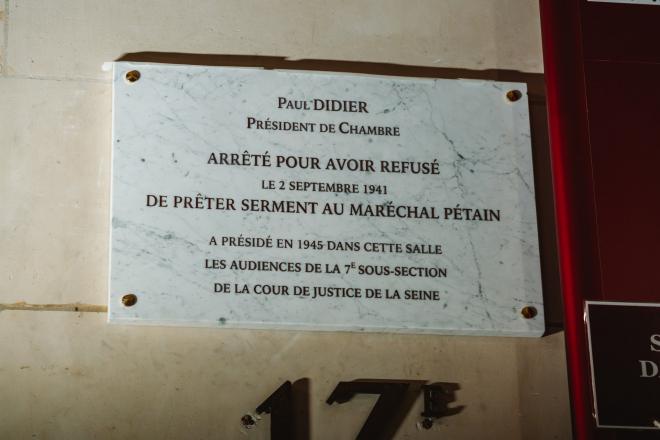 PAUL DIDIER
PRÉSIDENT DE CHAMBRE
ARRÊTÉ POUR AVOIR REFUSÉ
LE 2 SEPTEMBRE 1941
DE PRÊTER SERMENT AU MARÉCHAL PÉTAIN
A PRÉSIDÉ EN 1945 DANS CETTE SALLE
LES AUDIENCES DE LA 7E SOUS-SECTION
DE LA COUR DE JUSTICE DE LA SEINE
17E